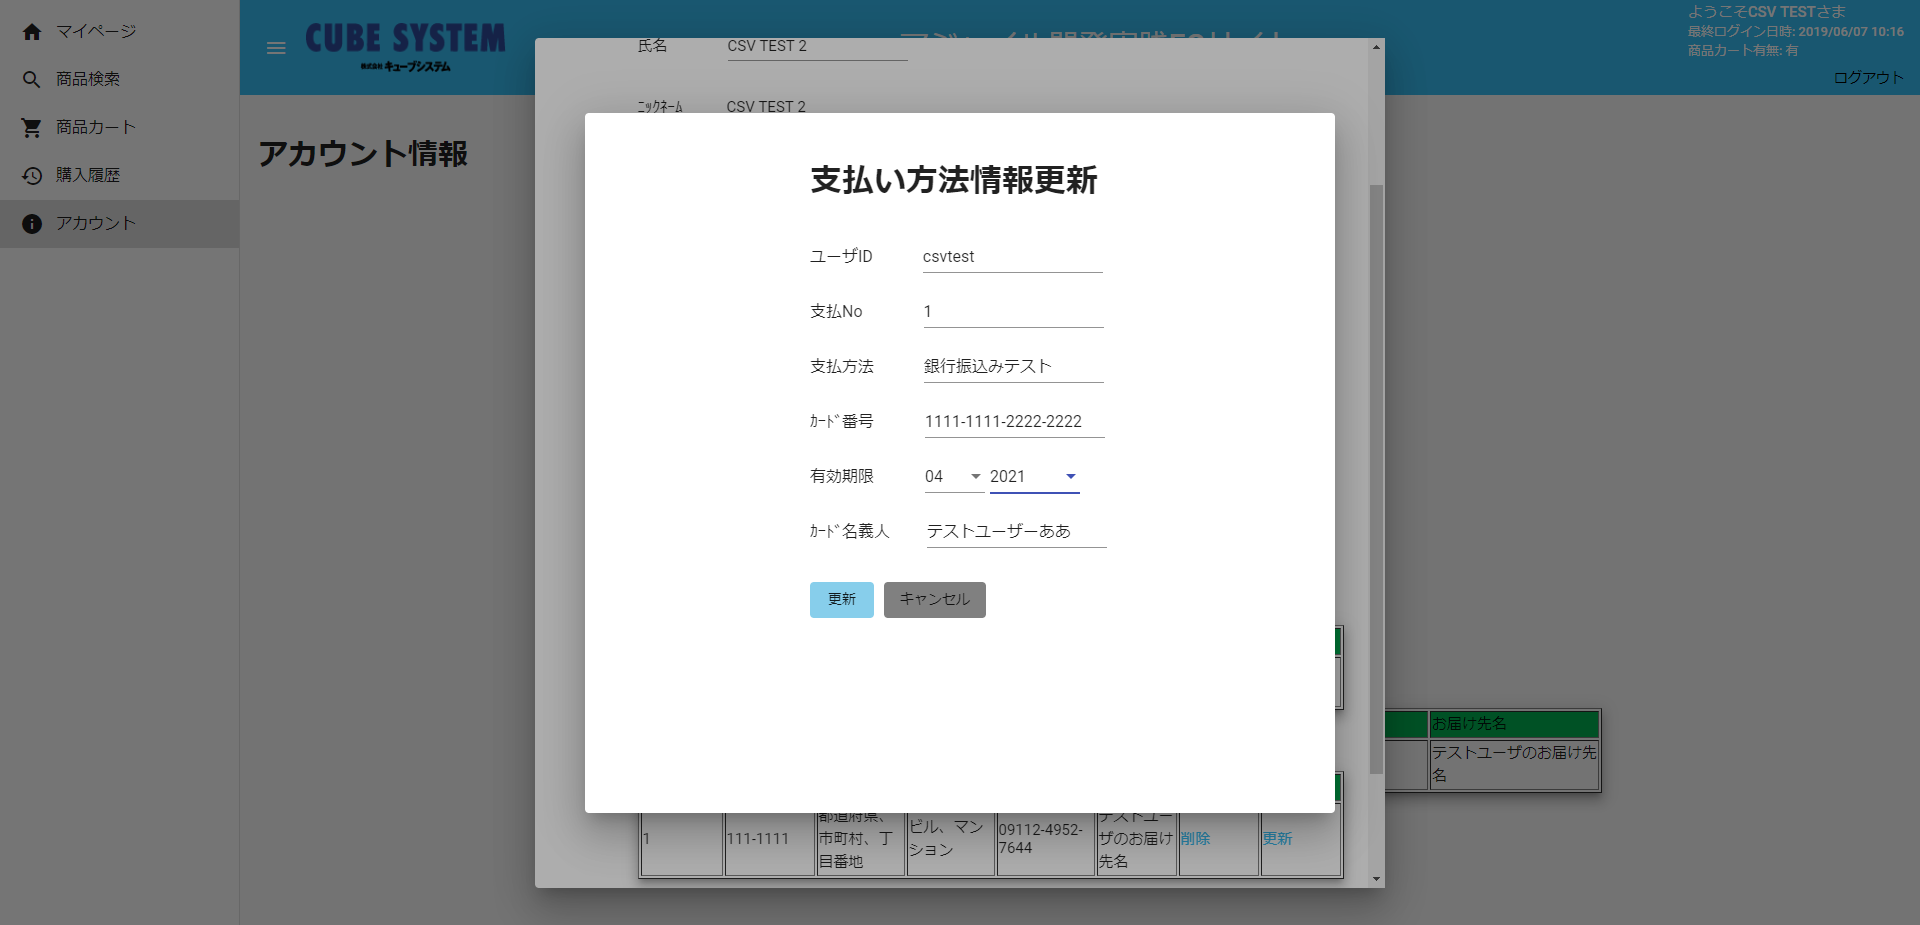 マイページ
商品検索
商品カート
購入履歴
アカウント
CUBE SYSTEM
株式会社 キューブシステム
ようこそCSV TESTさま
最終ログイン日時: 2019/06/07 10:16
商品カート有無: 有
ログアウト
アカウント情報
氏名 CSV TEST 2
ﾆｯｸﾈｰﾑ CSV TEST 2
支払い方法情報更新
ユーザID csvtest
支払No 1
支払方法 銀行振込みテスト
ｶｰﾄﾞ番号 1111-1111-2222-2222
有効期限 04 2021
ｶｰﾄﾞ名義人 テストユーザーああ
更新 キャンセル
お届け先名
テストユーザのお届け先
名
1 111-1111 都道府県、
市町村、丁
目番地
ビル、マン
ション
09112-4952-
7644
テストユー
ザのお届け
先名
削除
更新